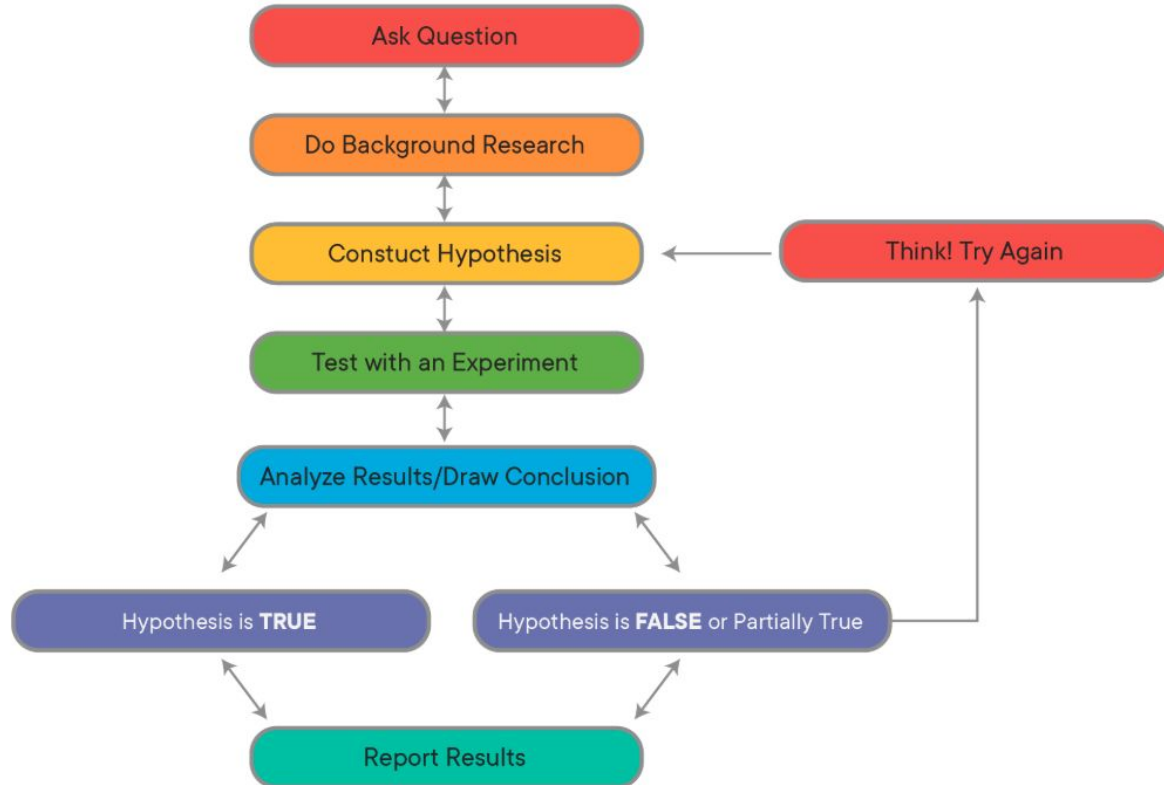 Ask Question
Do Background Research
Constuct Hypothesis
Think! Try Again
Test with an Experiment
Analyze Results/Draw Conclusion
Hypothesis is TRUE
Hypothesis is FALSE or Partially True
Report Results